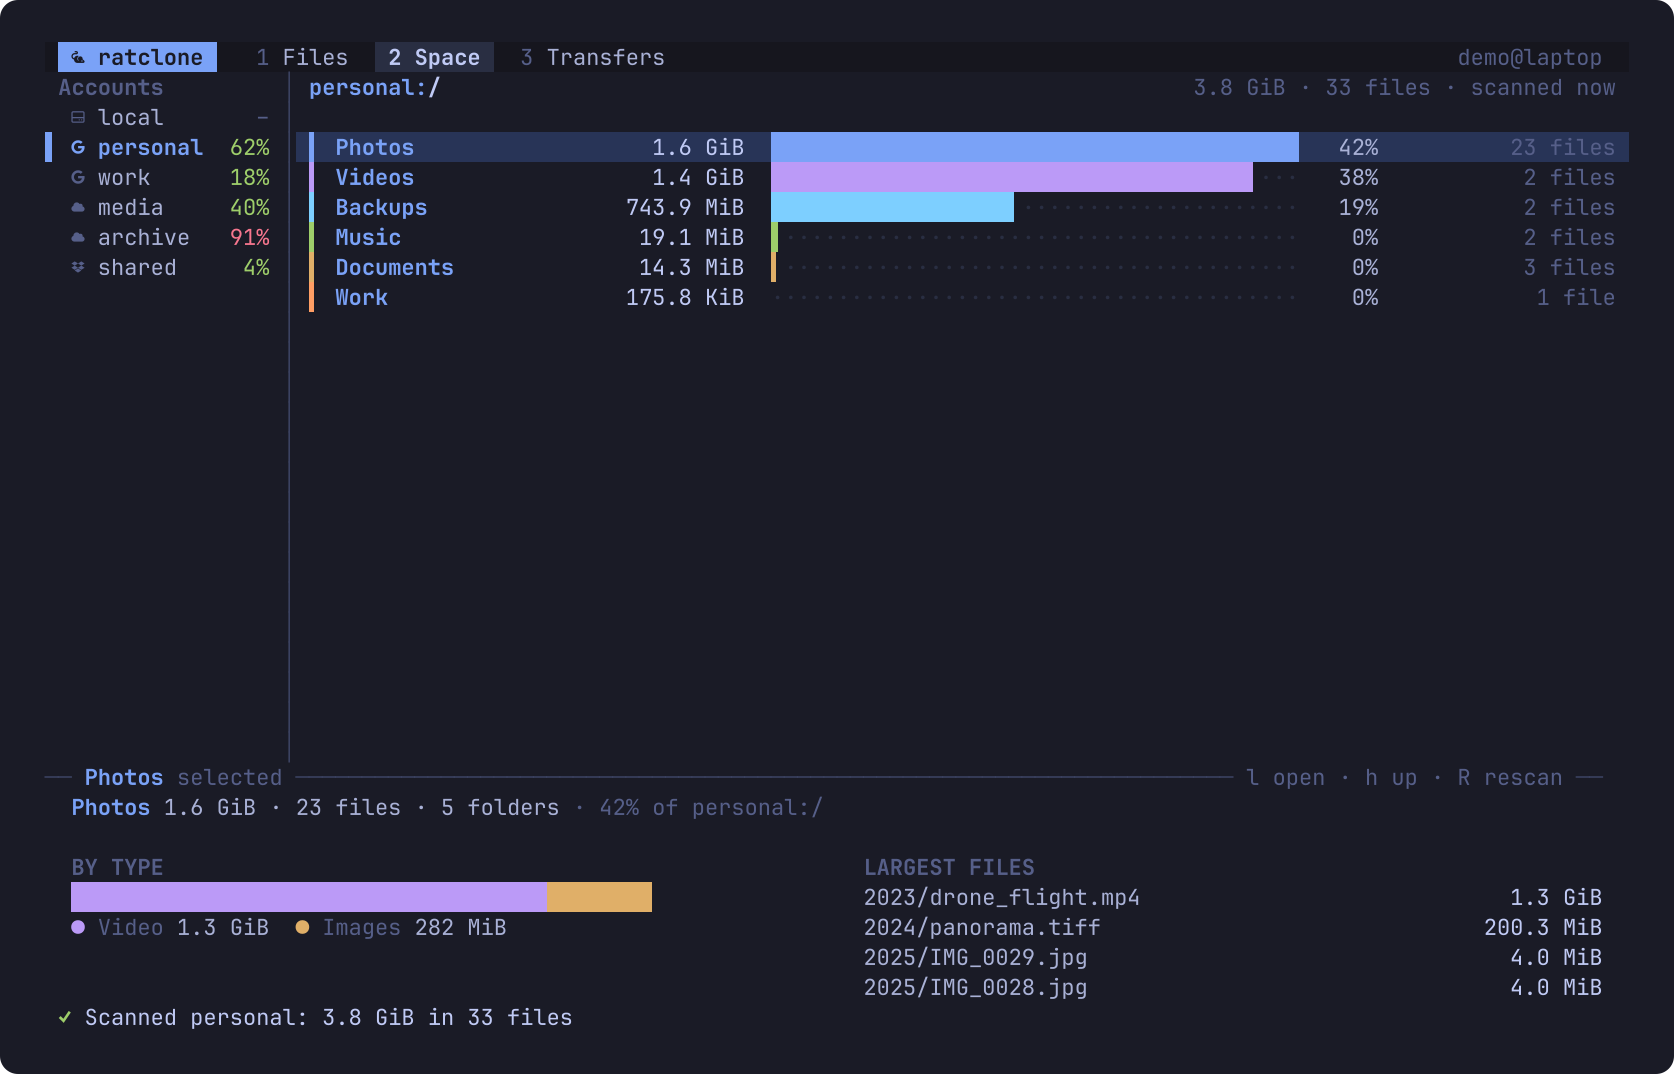 ratclone 1 Files 2 Space 3 Transfers demo@laptop
Accounts
local –
personal 62%
work 18%
media 40%
archive 91%
shared 4%
personal:/ 3.8 GiB · 33 files · scanned now
Photos 1.6 GiB 42% 23 files
Videos 1.4 GiB 38% 2 files
Backups 743.9 MiB 19% 2 files
Music 19.1 MiB 0% 2 files
Documents 14.3 MiB 0% 3 files
Work 175.8 KiB 0% 1 file
Photos selected l open · h up · R rescan
Photos 1.6 GiB · 23 files · 5 folders · 42% of personal:/
BY TYPE
Video 1.3 GiB Images 282 MiB
LARGEST FILES
2023/drone_flight.mp4 1.3 GiB
2024/panorama.tiff 200.3 MiB
2025/IMG_0029.jpg 4.0 MiB
2025/IMG_0028.jpg 4.0 MiB
✓ Scanned personal: 3.8 GiB in 33 files